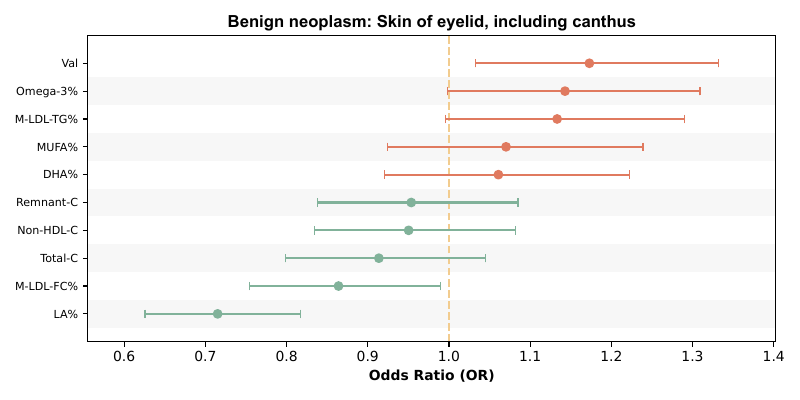 Benign neoplasm: Skin of eyelid, including canthus
Val
Omega-3%
M-LDL-TG%
MUFA%
DHA%
Remnant-C
Non-HDL-C
Total-C
M-LDL-FC%
LA%
0.6 0.7 0.8 0.9 1.0 1.1 1.2 1.3 1.4
Odds Ratio (OR)